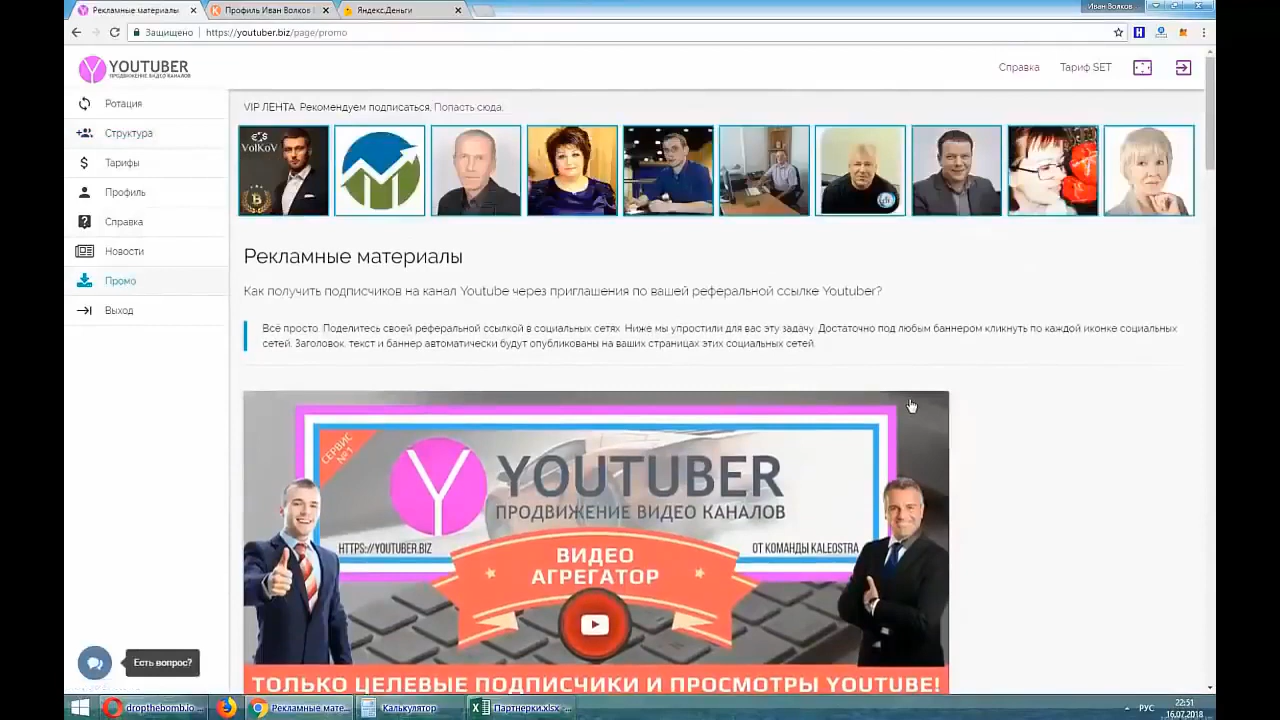 Рекламные материалы
Профиль Иван Волков |
Яндекс.Деньги
Иван Волков
Защищено
https://youtuber.biz/page/promo
YOUTUBER
ПРОДВИЖЕНИЕ ВИДЕО КАНАЛОВ
Справка
Тариф SET
Ротация
Структура
Тарифы
Профиль
Справка
Новости
Промо
Выход
VIP ЛЕНТА. Рекомендуем подписаться. Попасть сюда.
VolKoV
B
Рекламные материалы
Как получить подписчиков на канал Youtube через приглашения по вашей реферальной ссылке Youtuber?
Всё просто. Поделитесь своей реферальной ссылкой в социальных сетях. Ниже мы упростили для вас эту задачу. Достаточно под любым баннером кликнуть по каждой иконке социальных
сетей. Заголовок, текст и баннер автоматически будут опубликованы на ваших страницах этих социальных сетей.
СЕРВИС
№1
YOUTUBER
ПРОДВИЖЕНИЕ ВИДЕО КАНАЛОВ
HTTPS://YOUTUBER.BIZ
ОТ КОМАНДЫ KALEOSTRA
ВИДЕО
АГРЕГАТОР
ТОЛЬКО ЦЕЛЕВЫЕ ПОДПИСЧИКИ И ПРОСМОТРЫ YOUTUBE!
Есть вопрос?
dropthebomb.io...
Рекламные мате...
Калькулятор
Партнерки.xlsx -...
РУС
22:51
16.07.2018